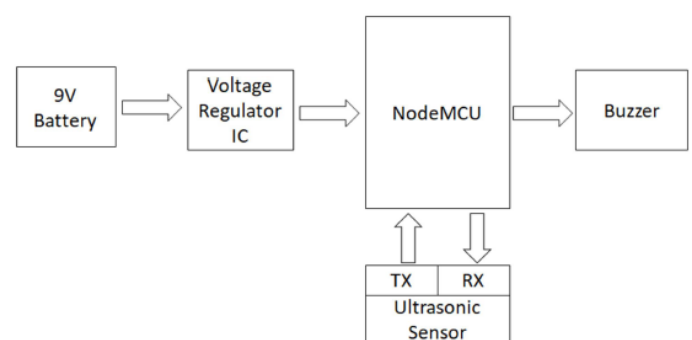 9V
Battery
Voltage
Regulator
IC
NodeMCU
Buzzer
TX
RX
Ultrasonic
Sensor